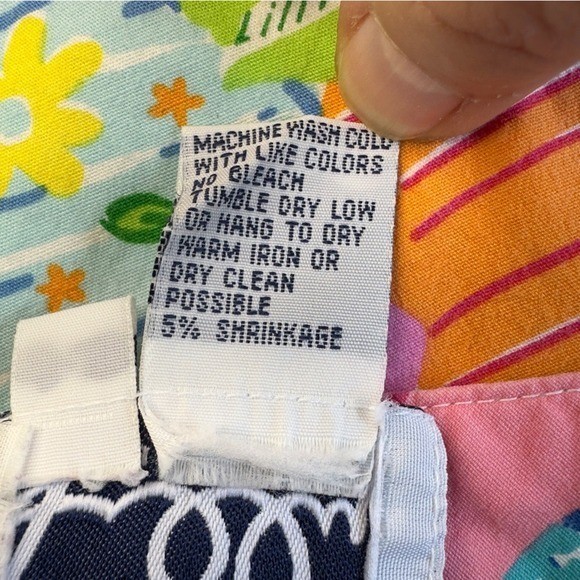 Lilli
MACHINE WASH COLD
WITH LIKE COLORS
NO BLEACH
TUMBLE DRY LOW
OR HANG TO DRY
WARM IRON OR
DRY CLEAN
POSSIBLE
5% SHRINKAGE